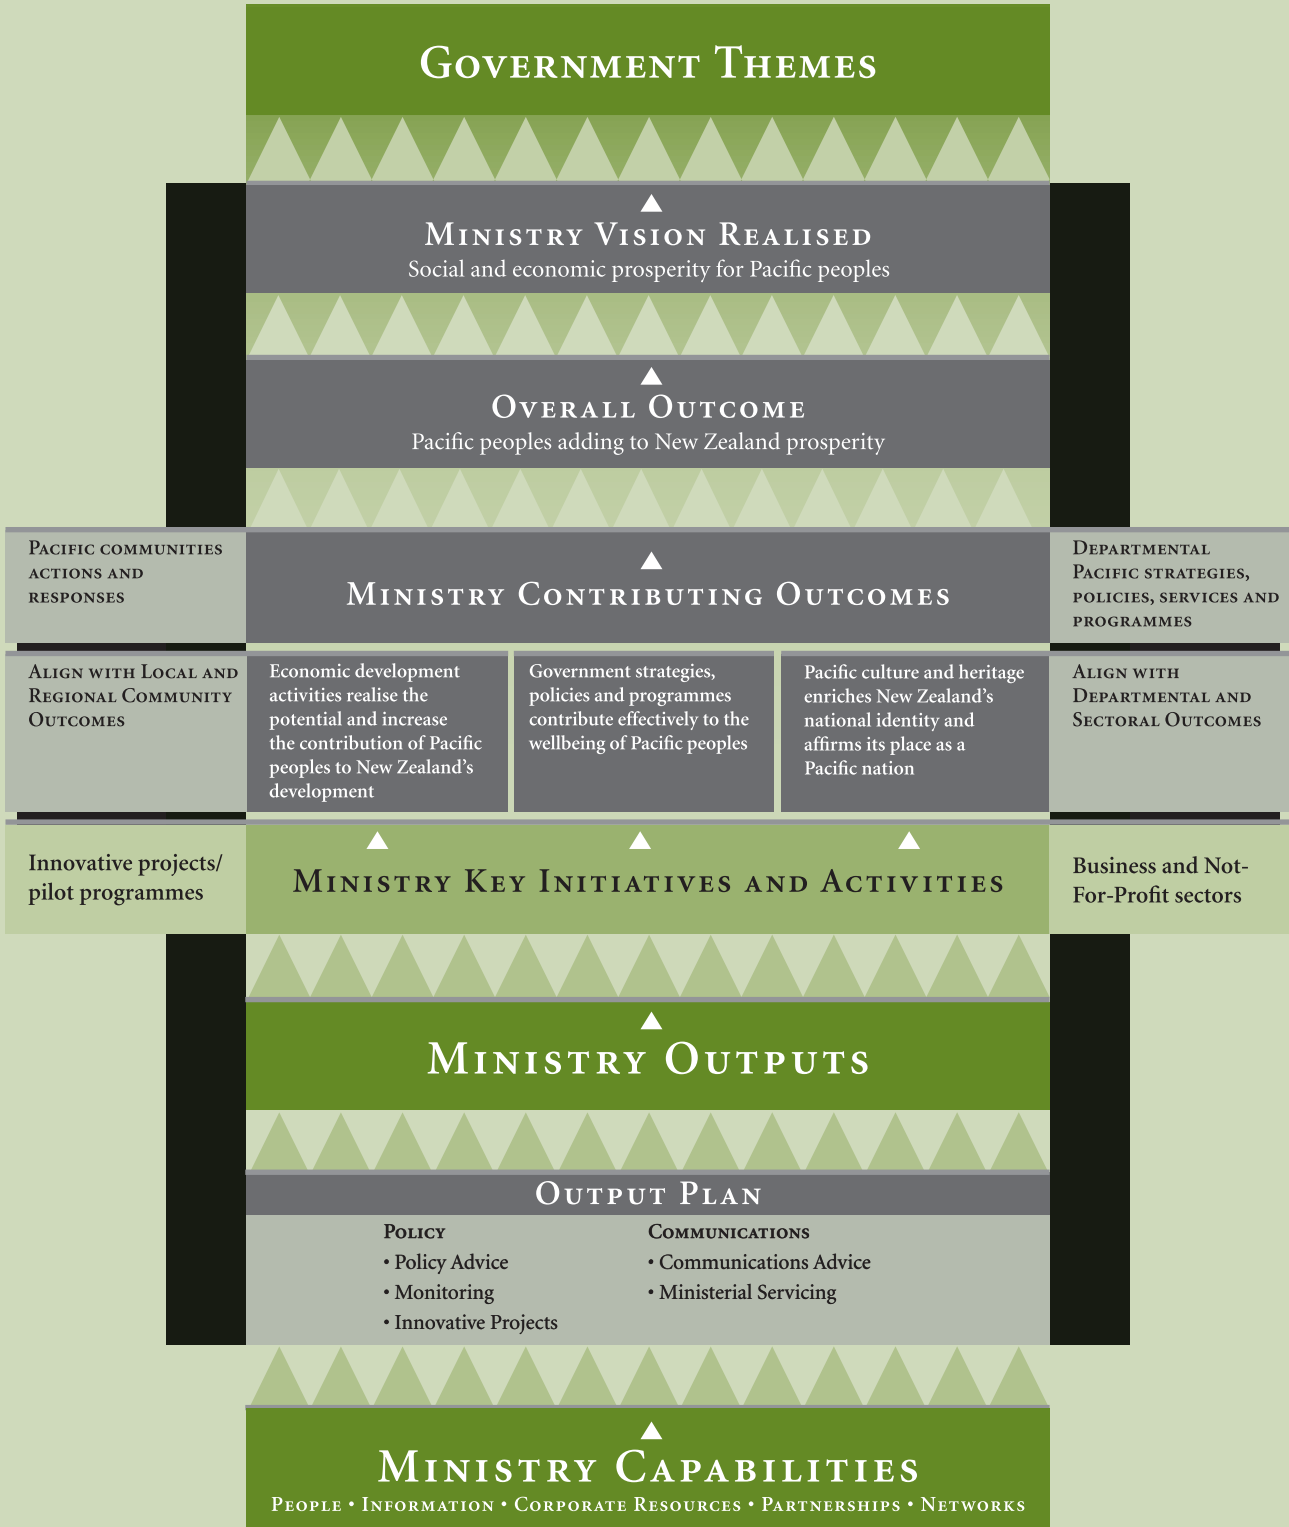 Government Themes
Ministry Vision Realised
Social and economic prosperity for Pacific peoples
Overall Outcome
Pacific peoples adding to New Zealand prosperity
Pacific communities
actions and
responses
Ministry Contributing Outcomes
Departmental
Pacific strategies,
policies, services and
programmes
Align with Local and
Regional Community
Outcomes
Economic development
activities realise the
potential and increase
the contribution of Pacific
peoples to New Zealand’s
development
Government strategies,
policies and programmes
contribute effectively to the
wellbeing of Pacific peoples
Pacific culture and heritage
enriches New Zealand’s
national identity and
affirms its place as a
Pacific nation
Align with
Departmental and
Sectoral Outcomes
Innovative projects/
pilot programmes
Ministry Key Initiatives and Activities
Business and Not-
For-Profit sectors
Ministry Outputs
Output Plan
Policy
• Policy Advice
• Monitoring
• Innovative Projects
Communications
• Communications Advice
• Ministerial Servicing
Ministry Capabilities
People • Information • Corporate Resources • Partnerships • Networks